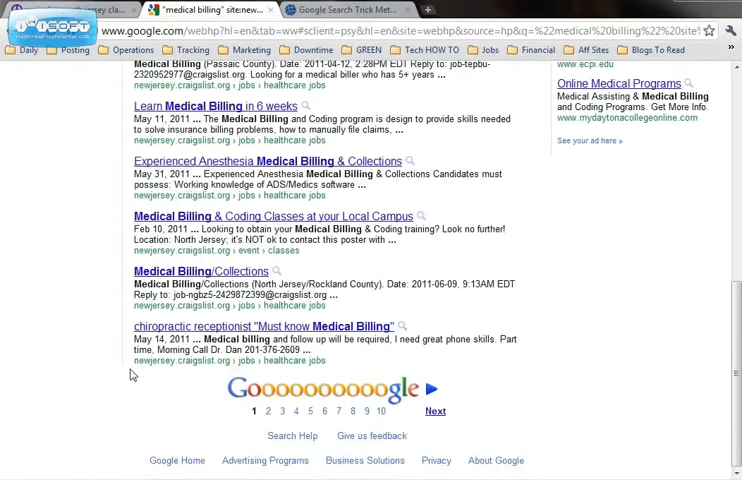 "medical billing" site:new...
Google Search Trick Met...
www.google.com/webhp?hl=en&tab=ww#sclient=psy&hl=en&site=webhp&source=hp&q=%22medical%20billing%22%20site%
Daily
Posting
Operations
Tracking
Marketing
Downtime
GREEN
Tech HOW TO
Jobs
Financial
Aff Sites
Blogs To Read
Medical Billing (Passaic County). Date: 2011-04-12, 2:28PM EDT Reply to: job-tepbu-
2320952977@craigslist.org. Looking for a medical biller who has 5+ years ...
newjersey.craigslist.org › jobs › healthcare jobs
Learn Medical Billing in 6 weeks
May 11, 2011 ... The Medical Billing and Coding program is design to provide skills needed
to solve insurance billing problems, how to manually file claims, ...
newjersey.craigslist.org › jobs › healthcare jobs
Experienced Anesthesia Medical Billing & Collections
May 31, 2011 ... Experienced Anesthesia Medical Billing & Collections Candidates must
possess: Working knowledge of ADS/Medics software ...
newjersey.craigslist.org › jobs › healthcare jobs
Medical Billing & Coding Classes at your Local Campus
Feb 10, 2011 ... Looking to obtain your Medical Billing & Coding training? Look no further!
Location: North Jersey; it's NOT ok to contact this poster with ...
newjersey.craigslist.org › event › classes
Medical Billing/Collections
Medical Billing/Collections (North Jersey/Rockland County). Date: 2011-06-09, 9:13AM EDT
Reply to: job-ngbz5-2429872399@craigslist.org ...
newjersey.craigslist.org › jobs › healthcare jobs
chiropractic receptionist "Must know Medical Billing"
May 14, 2011 ... Medical billing and follow up will be required, I need great phone skills. Part
time, Morning Call Dr. Dan 201-376-2609 ...
newjersey.craigslist.org › jobs › healthcare jobs
Goooooooooogle
1 2 3 4 5 6 7 8 9 10 Next
Search Help Give us feedback
Google Home Advertising Programs Business Solutions Privacy About Google
www.ecpi.edu
Online Medical Programs
Medical Assisting & Medical Billing
and Coding Programs. Get More Info.
www.mydaytonacollegeonline.com
See your ad here »